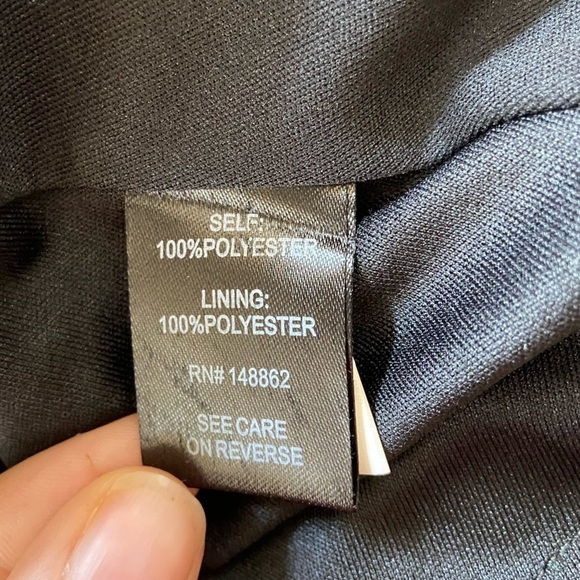 SELF:
100%POLYESTER
LINING:
100%POLYESTER
RN# 148862
SEE CARE
ON REVERSE